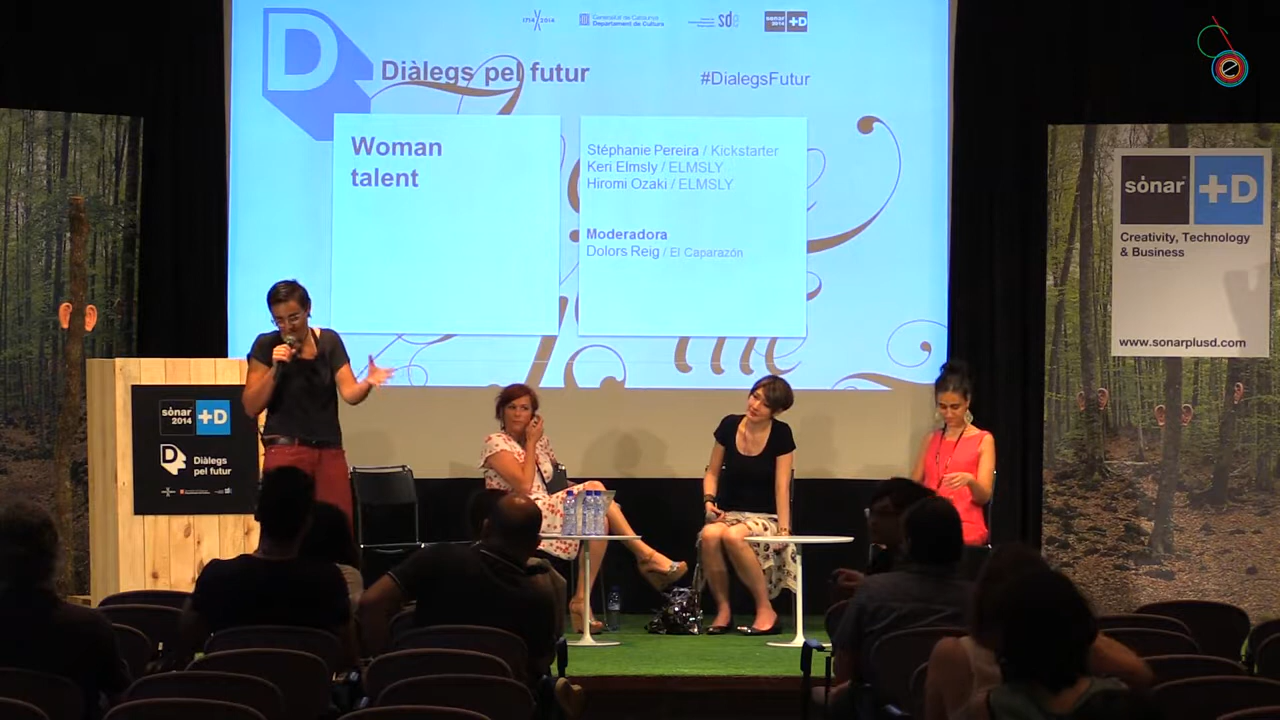 1714 2014
Generalitat de Catalunya
Departament de Cultura
sde
sónar
2014
+D
D
Diàlegs pel futur
#DialegsFutur
Woman
talent
Stéphanie Pereira / Kickstarter
Keri Elmsly / ELMSLY
Hiromi Ozaki / ELMSLY
Moderadora
Dolors Reig / El Caparazón
sónar
+D
Creativity, Technology
& Business
www.sonarplusd.com
sónar
2014
+D
D
Diàlegs
pel futur
e